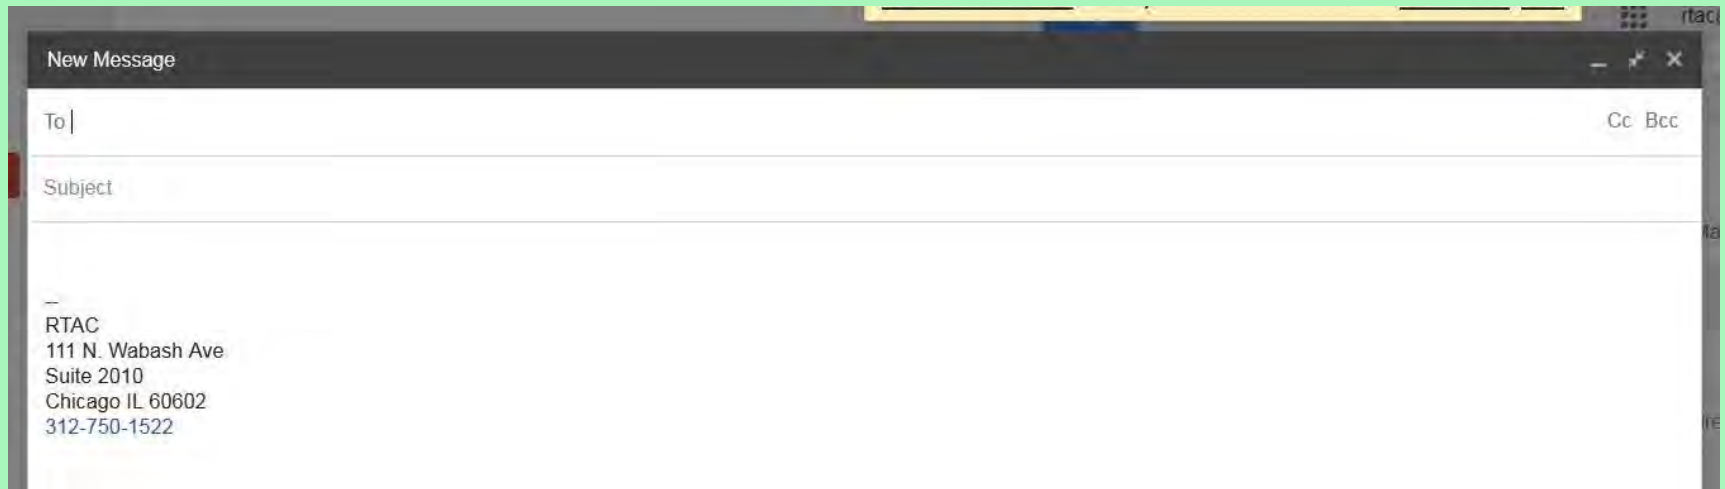 New Message
To
Cc Bcc
Subject
--
RTAC
111 N. Wabash Ave
Suite 2010
Chicago IL 60602
312-750-1522